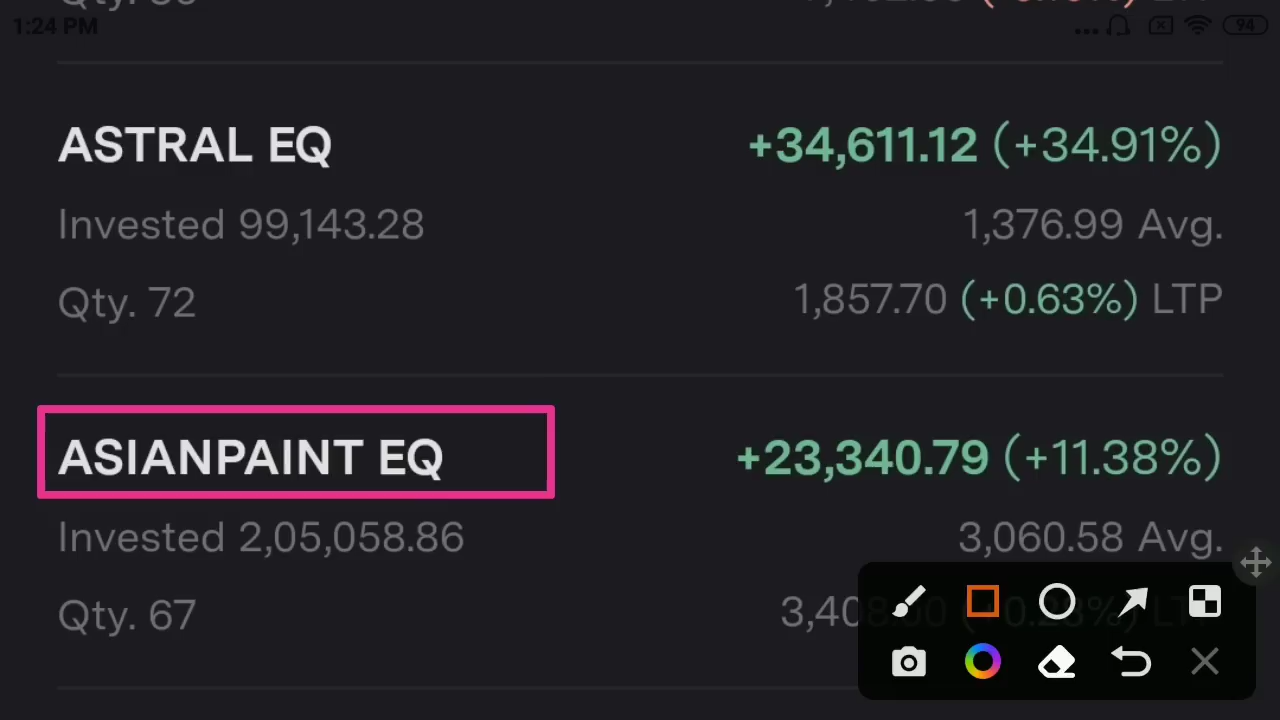 1:24 PM
94
ASTRAL EQ
+34,611.12 (+34.91%)
Invested 99,143.28
1,376.99 Avg.
Qty. 72
1,857.70 (+0.63%) LTP
ASIANPAINT EQ
+23,340.79 (+11.38%)
Invested 2,05,058.86
3,060.58 Avg.
Qty. 67